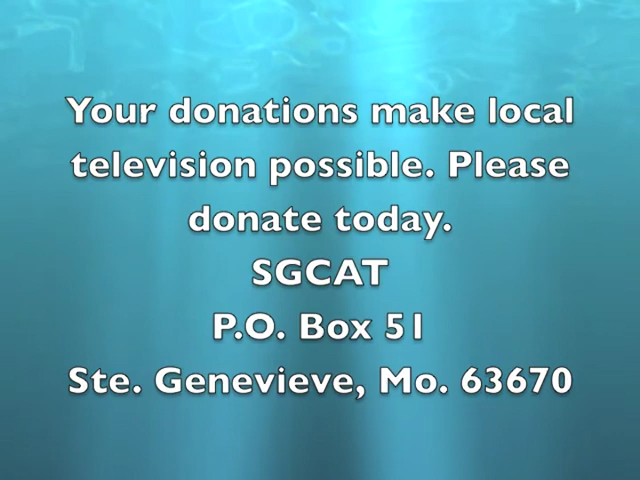 Your donations make local
television possible. Please
donate today.
SGCAT
P.O. Box 51
Ste. Genevieve, Mo. 63670